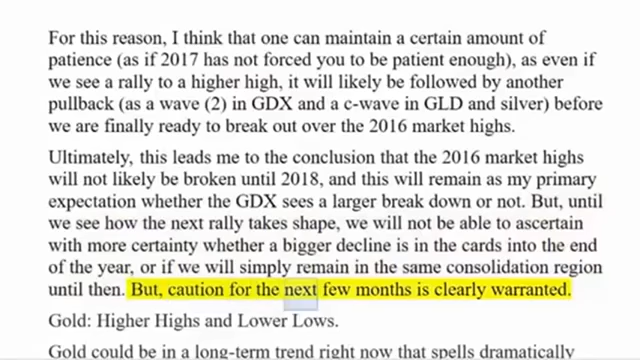 For this reason, I think that one can maintain a certain amount of
patience (as if 2017 has not forced you to be patient enough), as even if
we see a rally to a higher high, it will likely be followed by another
pullback (as a wave (2) in GDX and a c-wave in GLD and silver) before
we are finally ready to break out over the 2016 market highs.
Ultimately, this leads me to the conclusion that the 2016 market highs
will not likely be broken until 2018, and this will remain as my primary
expectation whether the GDX sees a larger break down or not. But, until
we see how the next rally takes shape, we will not be able to ascertain
with more certainty whether a bigger decline is in the cards into the end
of the year, or if we will simply remain in the same consolidation region
until then. But, caution for the next few months is clearly warranted.
Gold: Higher Highs and Lower Lows.
Gold could be in a long-term trend right now that spells dramatically